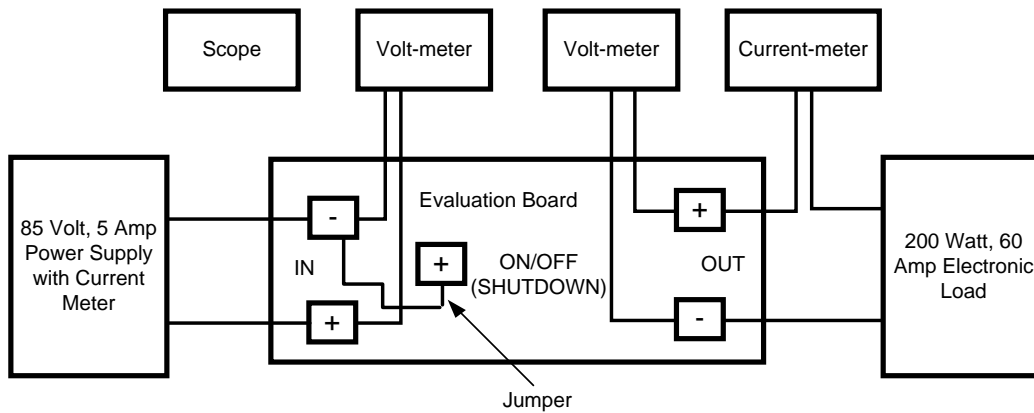 Scope
Volt-meter
Volt-meter
Current-meter
85 Volt, 5 Amp
Power Supply
with Current
Meter
-
IN
+
Evaluation Board
+
ON/OFF
(SHUTDOWN)
+
OUT
-
200 Watt, 60
Amp Electronic
Load
Jumper